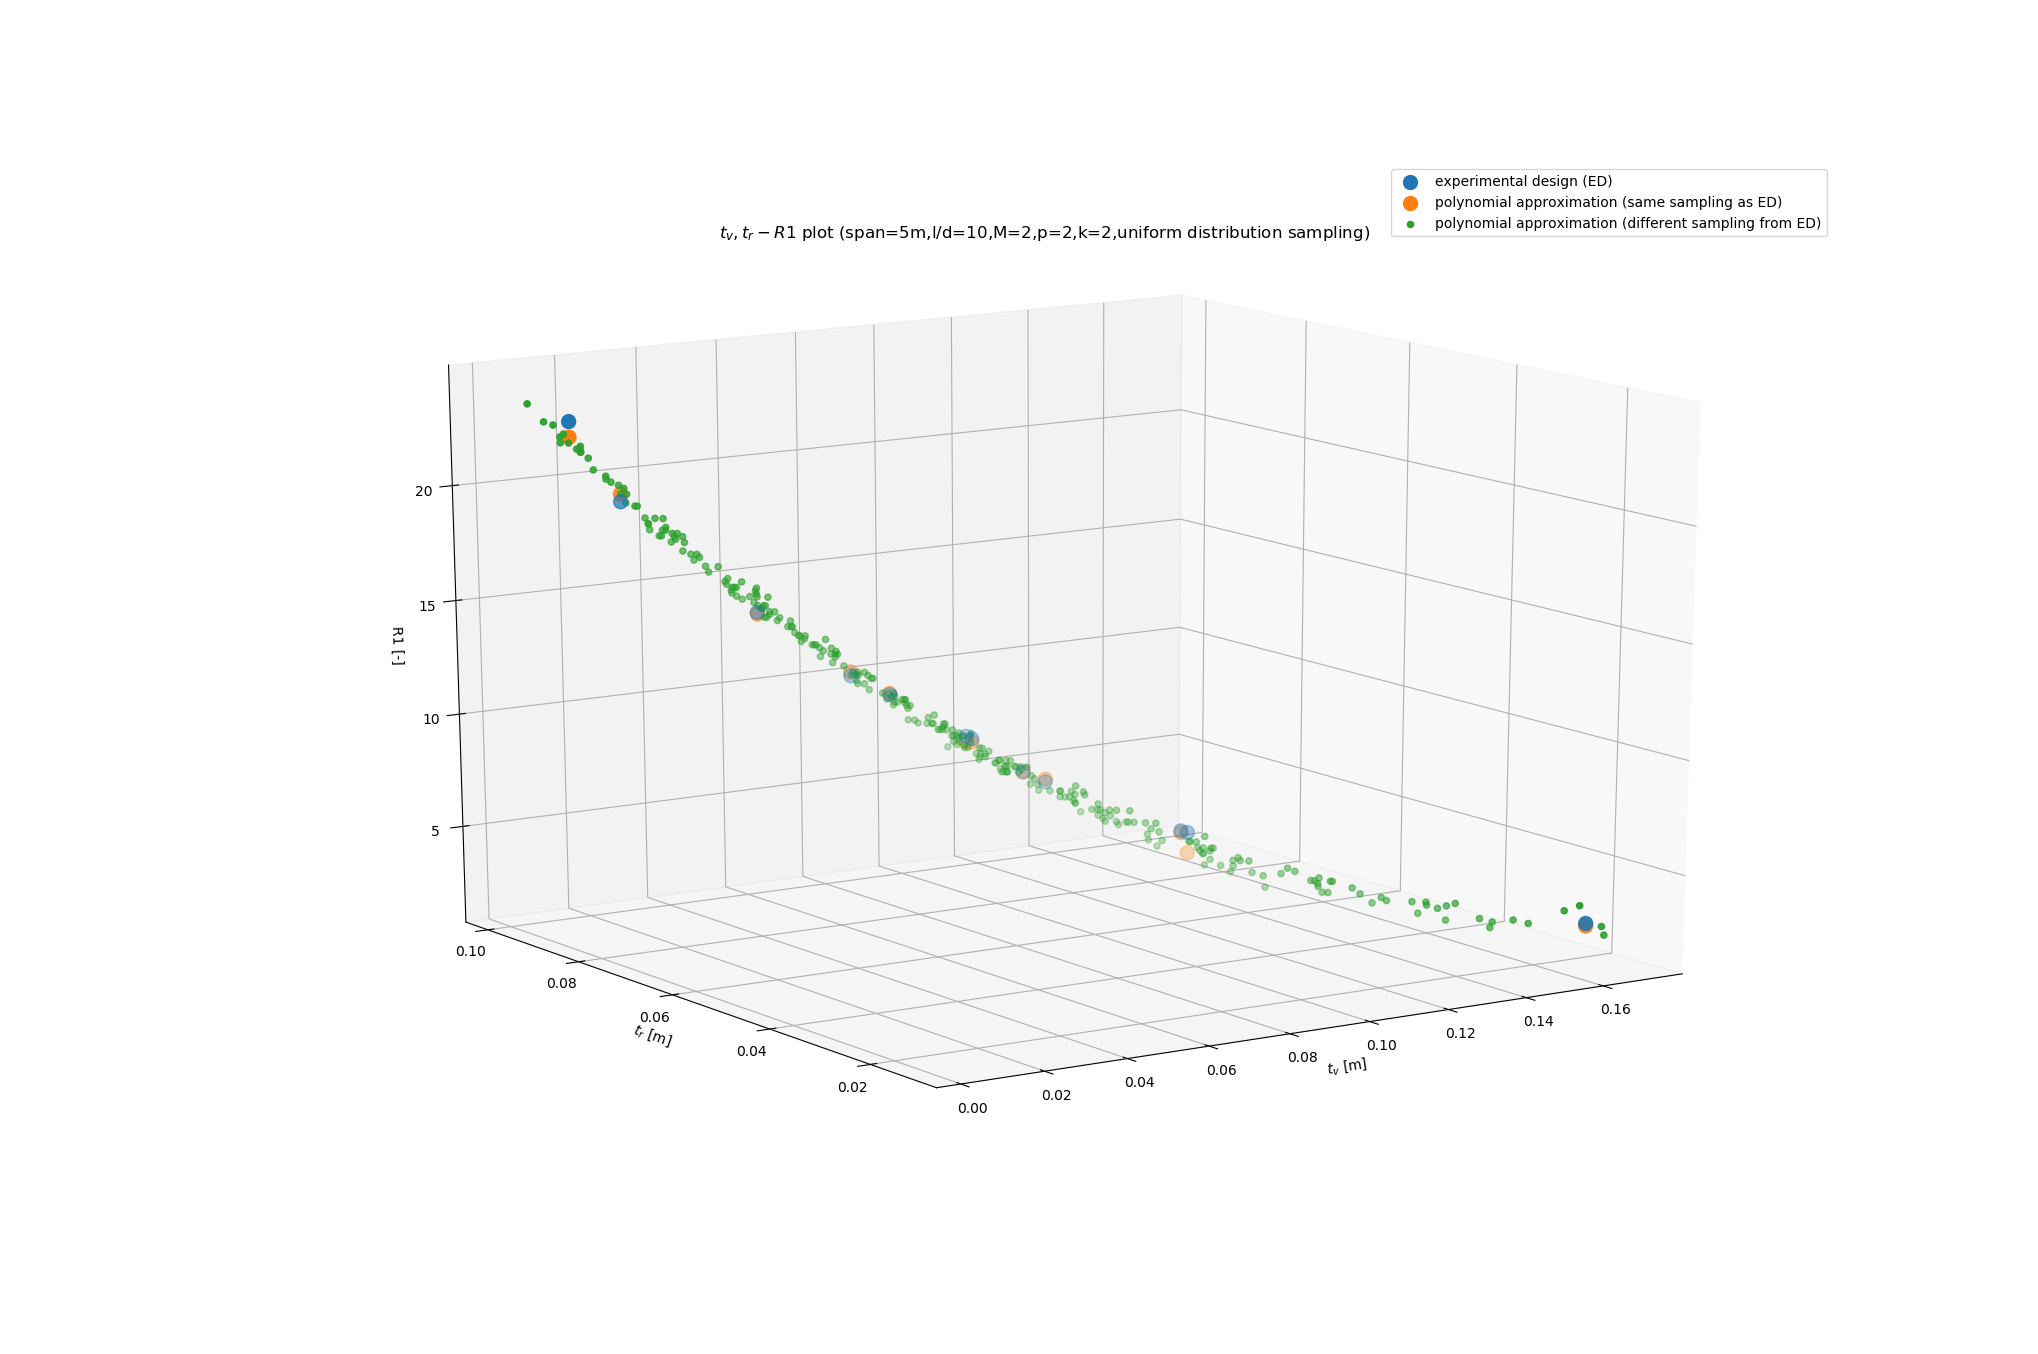 experimental design (ED)
polynomial approximation (same sampling as ED)
polynomial approximation (different sampling from ED)
t_v, t_r − R1 plot (span=5m,l/d=10,M=2,p=2,k=2,uniform distribution sampling)
20
15
10
5
R1 [-]
0.10
0.08
0.06
0.04
0.02
t_r [m]
0.00
0.02
0.04
0.06
0.08
0.10
0.12
0.14
0.16
t_v [m]